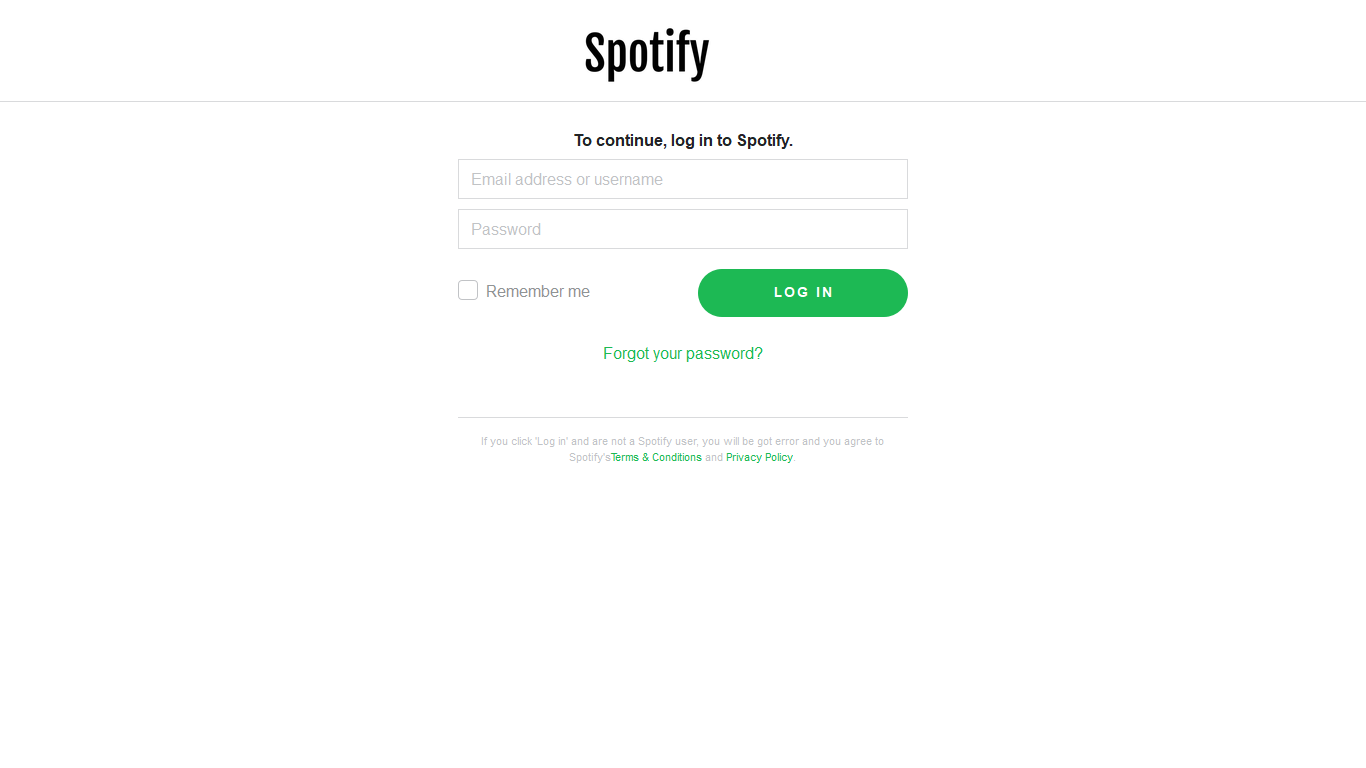 Spotify
To continue, log in to Spotify.
Email address or username
Password
Remember me
LOG IN
Forgot your password?
If you click 'Log in' and are not a Spotify user, you will be got error and you agree to
Spotify'sTerms & Conditions and Privacy Policy.